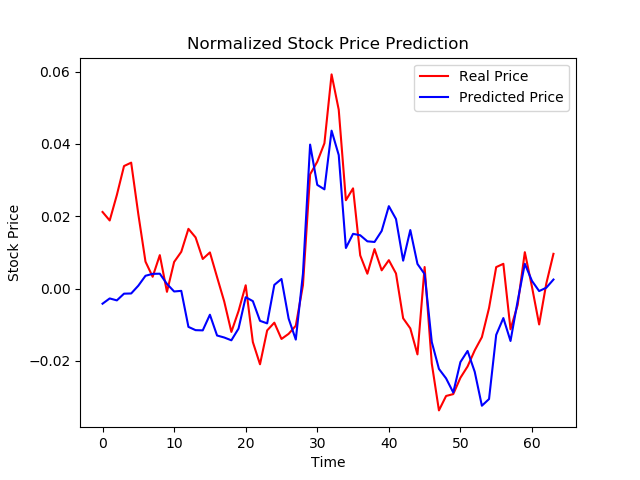 Normalized Stock Price Prediction
Real Price
Predicted Price
0.06
0.04
0.02
0.00
−0.02
Stock Price
0 10 20 30 40 50 60
Time